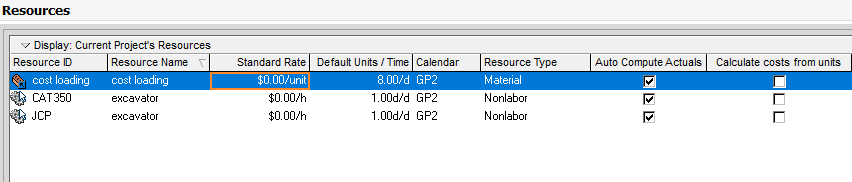 Resources
Display: Current Project's Resources
Resource ID Resource Name Standard Rate Default Units / Time Calendar Resource Type Auto Compute Actuals Calculate costs from units
cost loading cost loading $0.00/unit 8.00/d GP2 Material
CAT350 excavator $0.00/h 1.00d/d GP2 Nonlabor
JCP excavator $0.00/h 1.00d/d GP2 Nonlabor